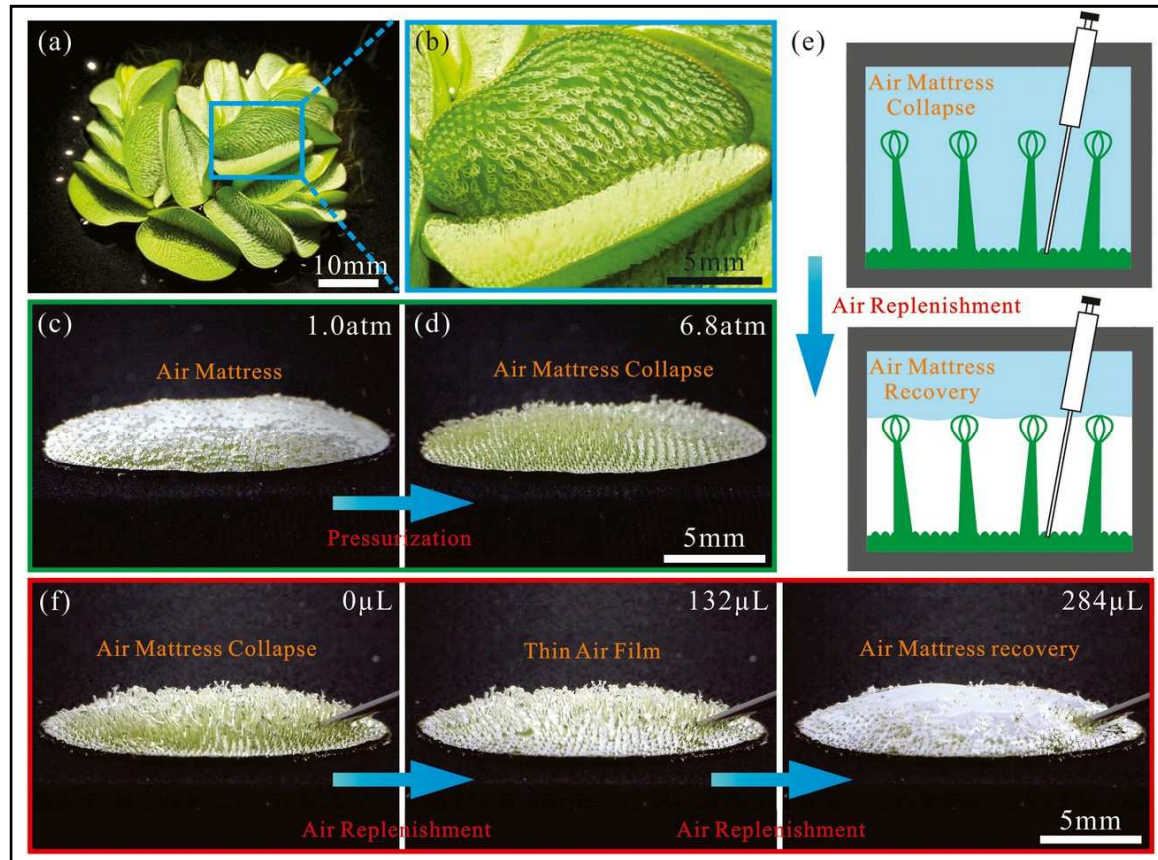 (a)
10mm
(b)
5mm
(e)
Air Mattress
Collapse
Air Replenishment
Air Mattress
Recovery
(c)
1.0atm
Air Mattress
(d)
6.8atm
Air Mattress Collapse
Pressurization
5mm
(f)
0µL
Air Mattress Collapse
132µL
Thin Air Film
284µL
Air Mattress recovery
Air Replenishment
Air Replenishment
5mm